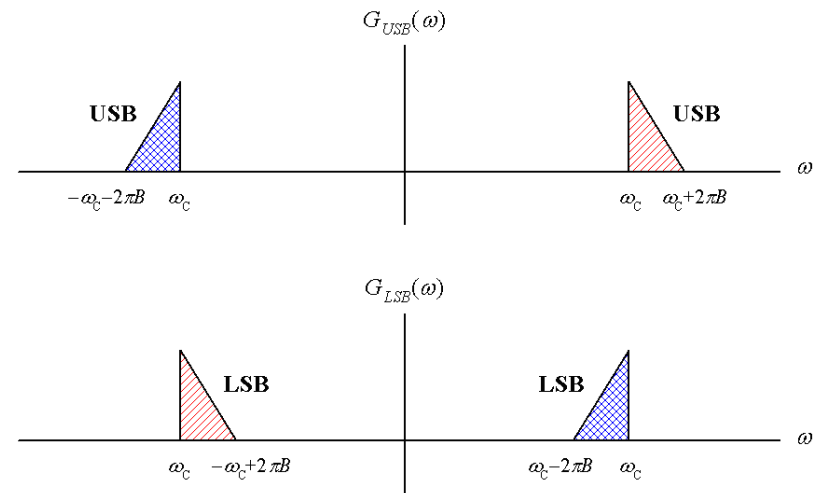 G_USB(ω)
USB USB
ω
−ω_C−2πB ω_C ω_C ω_C+2πB
G_LSB(ω)
LSB LSB
ω
ω_C −ω_C+2πB ω_C−2πB ω_C